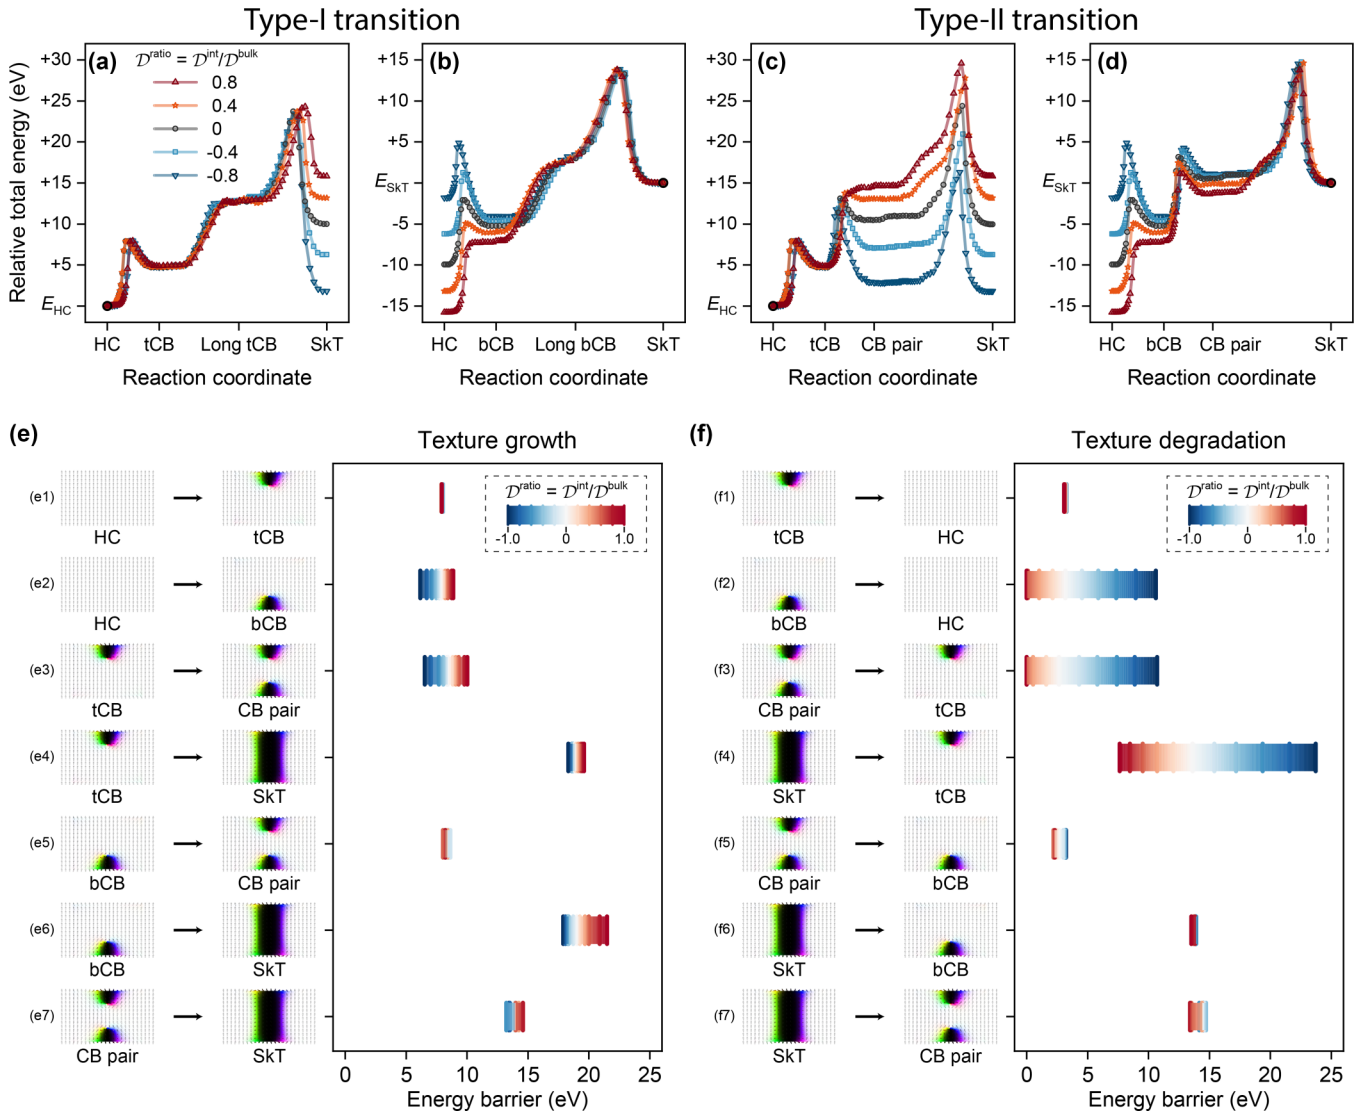 Type-I transition
Type-II transition
Relative total energy (eV)
(a)
𝒟ratio = 𝒟int/𝒟bulk
0.8
0.4
0
-0.4
-0.8
+30
+25
+20
+15
+10
+5
EHC
HC tCB Long tCB SkT
Reaction coordinate
(b)
+15
+10
+5
ESkT
-5
-10
-15
HC bCB Long bCB SkT
Reaction coordinate
(c)
+30
+25
+20
+15
+10
+5
EHC
HC tCB CB pair SkT
Reaction coordinate
(d)
+15
+10
+5
ESkT
-5
-10
-15
HC bCB CB pair SkT
Reaction coordinate
(e)
Texture growth
𝒟ratio = 𝒟int/𝒟bulk
-1.0 0 1.0
(e1)
HC tCB
(e2)
HC bCB
(e3)
tCB CB pair
(e4)
tCB SkT
(e5)
bCB CB pair
(e6)
bCB SkT
(e7)
CB pair SkT
0 5 10 15 20 25
Energy barrier (eV)
(f)
Texture degradation
𝒟ratio = 𝒟int/𝒟bulk
-1.0 0 1.0
(f1)
tCB HC
(f2)
bCB HC
(f3)
CB pair tCB
(f4)
SkT tCB
(f5)
CB pair bCB
(f6)
SkT bCB
(f7)
SkT CB pair
0 5 10 15 20 25
Energy barrier (eV)